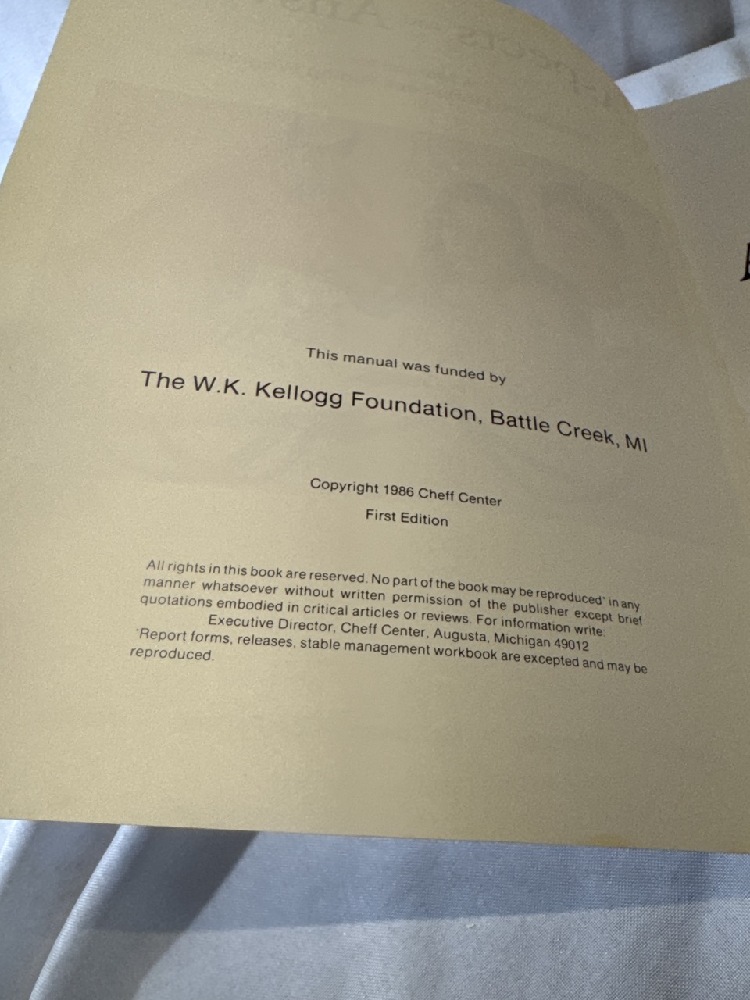 This manual was funded by
The W.K. Kellogg Foundation, Battle Creek, MI
Copyright 1986 Cheff Center
First Edition
All rights in this book are reserved. No part of the book may be reproduced* in any
manner whatsoever without written permission of the publisher except brief
quotations embodied in critical articles or reviews. For information write:
Executive Director, Cheff Center, Augusta, Michigan 49012
*Report forms, releases, stable management workbook are excepted and may be
reproduced.